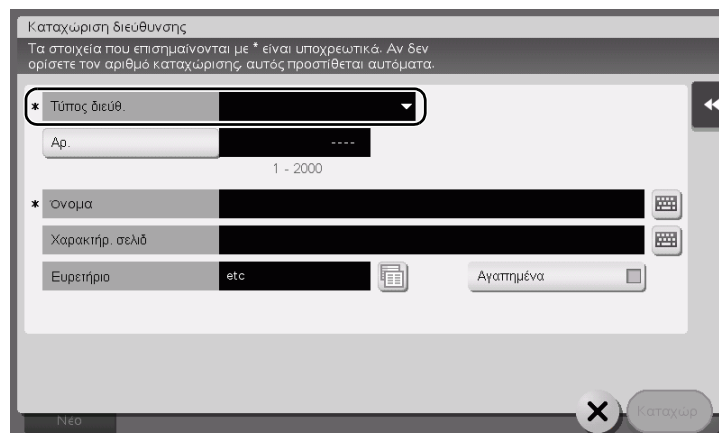 Καταχώριση διεύθυνσης
Τα στοιχεία που επισημαίνονται με * είναι υποχρεωτικά. Αν δεν
ορίσετε τον αριθμό καταχώρισης, αυτός προστίθεται αυτόματα.
* Τύπος διεύθ.
Αρ. ----
1 - 2000
* Όνομα
Χαρακτήρ. σελιδ
Ευρετήριο etc Αγαπημένα
Νέο Καταχώρ